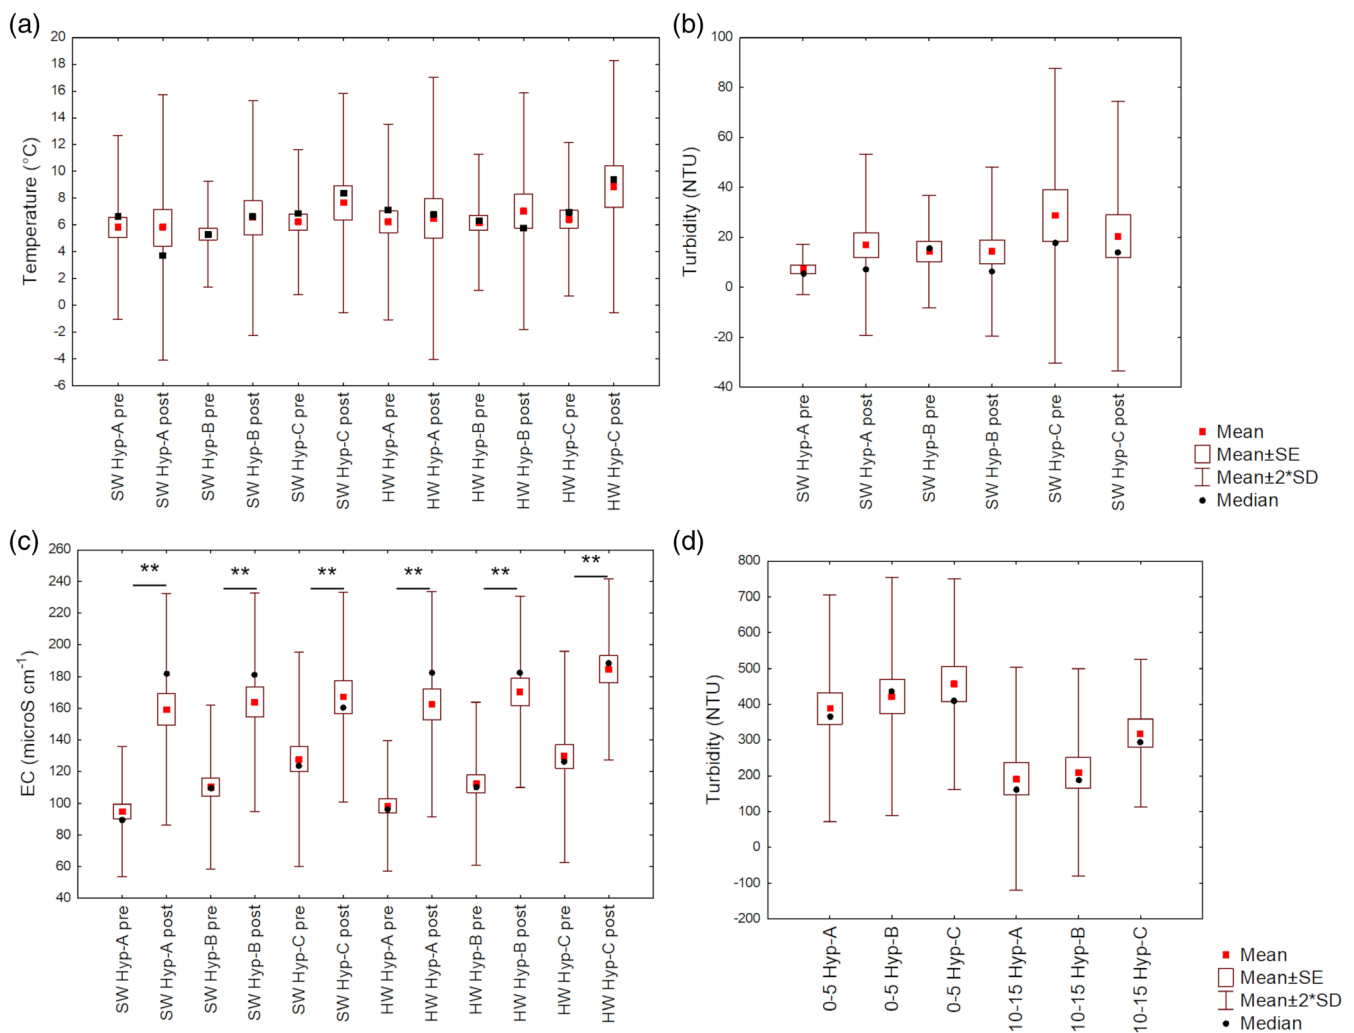 (a)
20
18
16
14
12
10
8
6
4
2
0
-2
-4
-6
Temperature (°C)
SW Hyp-A pre
SW Hyp-A post
SW Hyp-B pre
SW Hyp-B post
SW Hyp-C pre
SW Hyp-C post
HW Hyp-A pre
HW Hyp-A post
HW Hyp-B pre
HW Hyp-B post
HW Hyp-C pre
HW Hyp-C post
(b)
100
80
60
40
20
0
-20
-40
Turbidity (NTU)
SW Hyp-A pre
SW Hyp-A post
SW Hyp-B pre
SW Hyp-B post
SW Hyp-C pre
SW Hyp-C post
Mean
Mean±SE
Mean±2*SD
Median
(c)
260
240
220
200
180
160
140
120
100
80
60
40
EC (microS cm-1)
** ** ** ** ** **
SW Hyp-A pre
SW Hyp-A post
SW Hyp-B pre
SW Hyp-B post
SW Hyp-C pre
SW Hyp-C post
HW Hyp-A pre
HW Hyp-A post
HW Hyp-B pre
HW Hyp-B post
HW Hyp-C pre
HW Hyp-C post
(d)
800
700
600
500
400
300
200
100
0
-100
-200
Turbidity (NTU)
0-5 Hyp-A
0-5 Hyp-B
0-5 Hyp-C
10-15 Hyp-A
10-15 Hyp-B
10-15 Hyp-C
Mean
Mean±SE
Mean±2*SD
Median